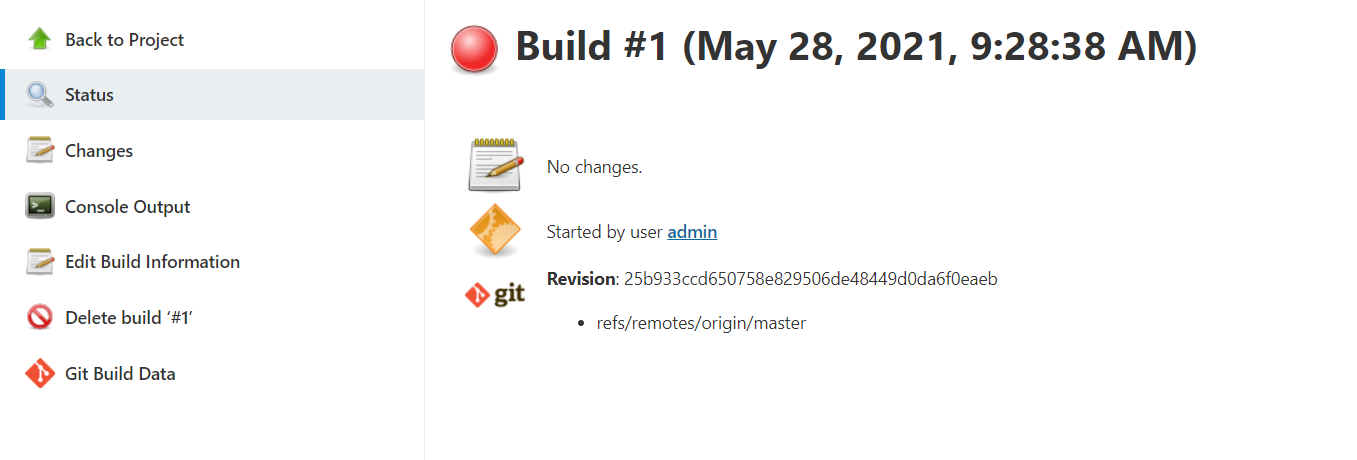 Back to Project
Status
Changes
Console Output
Edit Build Information
Delete build ‘#1’
Git Build Data
Build #1 (May 28, 2021, 9:28:38 AM)
No changes.
Started by user admin
git
Revision: 25b933ccd650758e829506de48449d0da6f0eaeb
refs/remotes/origin/master